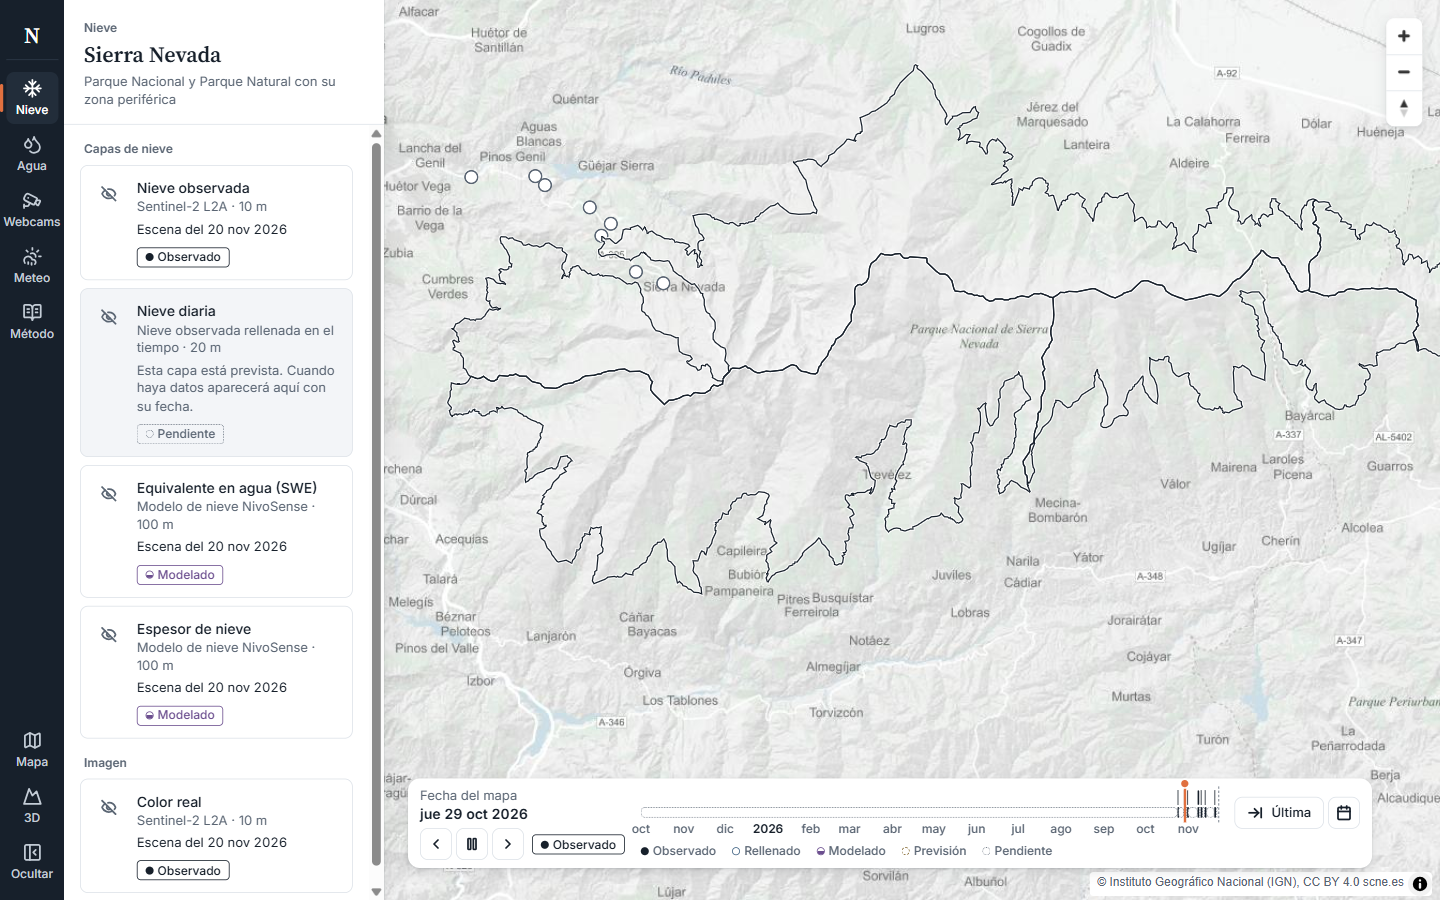 N
Nieve
Agua
Webcams
Meteo
Método
Mapa
3D
Ocultar
Nieve
Sierra Nevada
Parque Nacional y Parque Natural con su
zona periférica
Capas de nieve
Nieve observada
Sentinel-2 L2A · 10 m
Escena del 20 nov 2026
Observado
Nieve diaria
Nieve observada rellenada en el
tiempo · 20 m
Esta capa está prevista. Cuando
haya datos aparecerá aquí con
su fecha.
Pendiente
Equivalente en agua (SWE)
Modelo de nieve NivoSense ·
100 m
Escena del 20 nov 2026
Modelado
Espesor de nieve
Modelo de nieve NivoSense ·
100 m
Escena del 20 nov 2026
Modelado
Imagen
Color real
Sentinel-2 L2A · 10 m
Escena del 20 nov 2026
Observado
Alfacar
Huétor de
Santillán
Lugros
Cogollos de
Guadix
Río Padules
A-92
Quéntar
Jérez del
Marquesado
La Calahorra
Dólar
Huéneja
Ferreira
Aguas
Blancas
Lancha del
Genil
Pinos Genil
Güéjar Sierra
Lanteira
Aldeire
Huétor Vega
Barrio de la
Vega
Zubia
Cumbres
Verdes
Sierra Nevada
Parque Nacional de Sierra
Nevada
Bayárcal
A-337
AL-5402
Laroles
Picena
Mairena
Guarros
Válor
Trevélez
Dúrcal
Mecina-
Bombarón
Alcolea
Cherín
Ugíjar
Acequias
Capileira
Bubión
Pampaneira
Narila
Yátor
Cádiar
A-348
Juviles
Talará
Melegís
Pitres
Busquístar
Ferreirola
Lobras
Béznar
Peloteos
Cáñar
Bayacas
Jorairátar
A-347
Pinos del Valle
Lanjarón
Notáez
Cojáyar
Almegíjar
Izbor
Órgiva
Los Tablones
Murtas
Parque Periurban
A-346
Torvizcón
Turón
La
Peñarrodada
Berja
Alcaudique
Sorvilán
Albuñol
Lújar
Fecha del mapa
jue 29 oct 2026
Observado
oct nov dic 2026 feb mar abr may jun jul ago sep oct nov
Observado Rellenado Modelado Previsión Pendiente
Última
© Instituto Geográfico Nacional (IGN), CC BY 4.0 scne.es